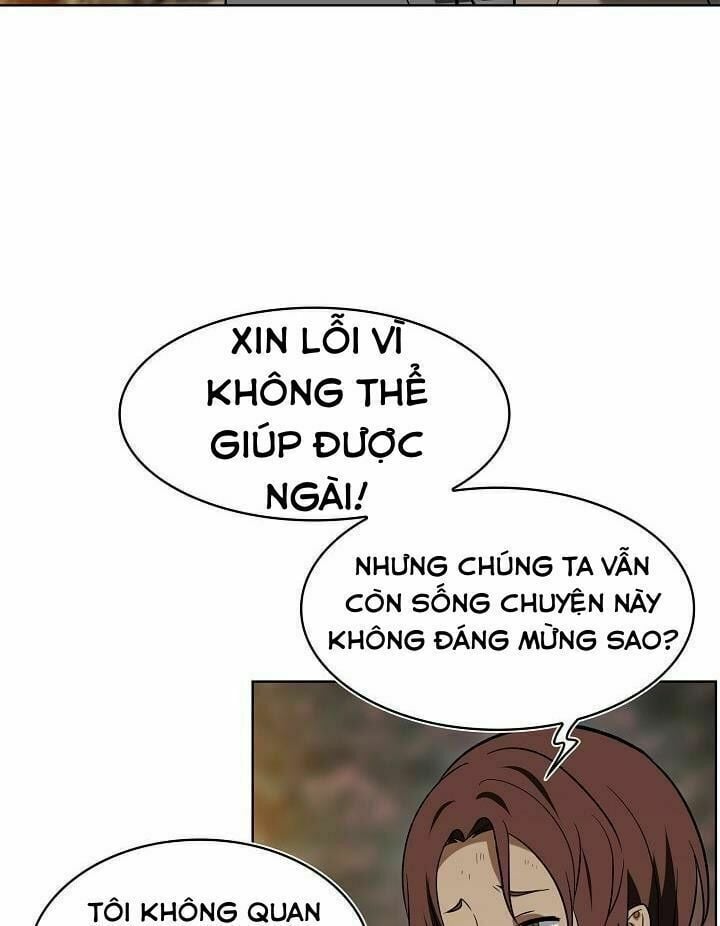 XIN LỖI VÌ
KHÔNG THỂ
GIÚP ĐƯỢC
NGÀI!
NHƯNG CHÚNG TA VẪN
CÒN SỐNG CHUYỆN NÀY
KHÔNG ĐÁNG MỪNG SAO?
TÔI KHÔNG QUAN